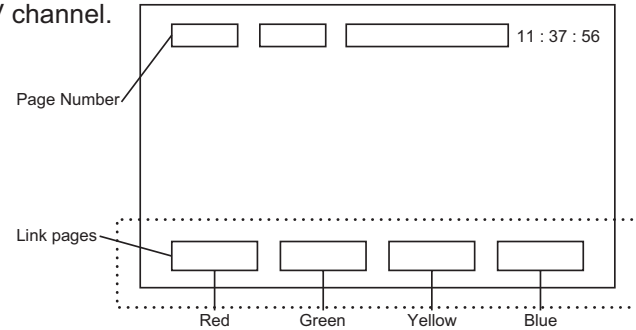 channel.
11 : 37 : 56
Page Number
Link pages
Red Green Yellow Blue